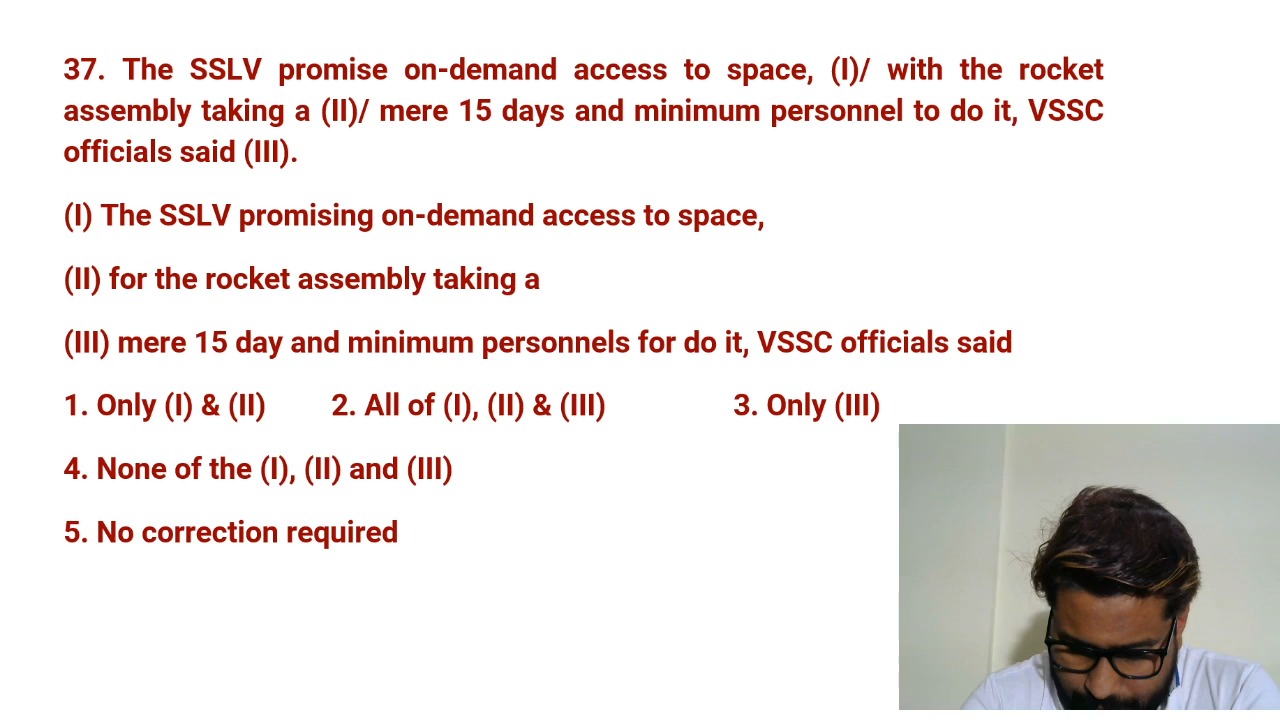 37. The SSLV promise on-demand access to space, (I)/ with the rocket
assembly taking a (II)/ mere 15 days and minimum personnel to do it, VSSC
officials said (III).
(I) The SSLV promising on-demand access to space,
(II) for the rocket assembly taking a
(III) mere 15 day and minimum personnels for do it, VSSC officials said
1. Only (I) & (II) 2. All of (I), (II) & (III) 3. Only (III)
4. None of the (I), (II) and (III)
5. No correction required